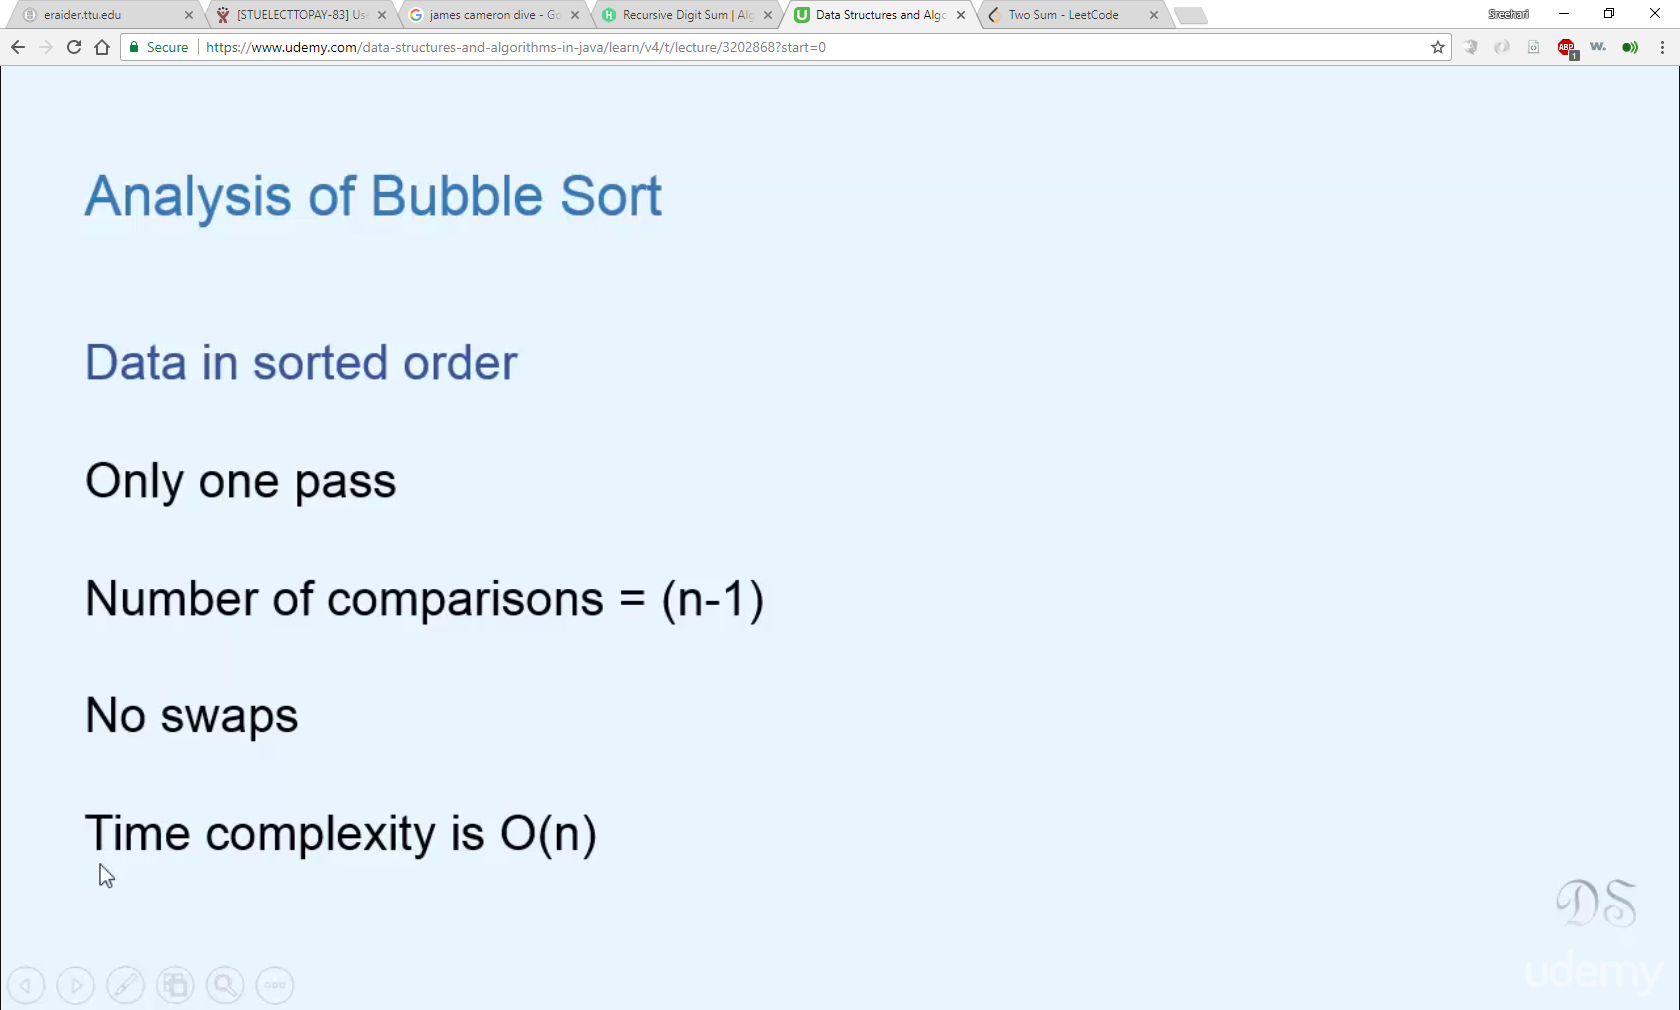 eraider.ttu.edu
[STUELECTTOPAY-83] Use
james cameron dive - Go
Recursive Digit Sum | Alg
Data Structures and Algo
Two Sum - LeetCode
Sreehari
Secure
https://www.udemy.com/data-structures-and-algorithms-in-java/learn/v4/t/lecture/3202868?start=0
ABP
1
w.
Analysis of Bubble Sort
Data in sorted order
Only one pass
Number of comparisons = (n-1)
No swaps
Time complexity is O(n)
DS
udemy